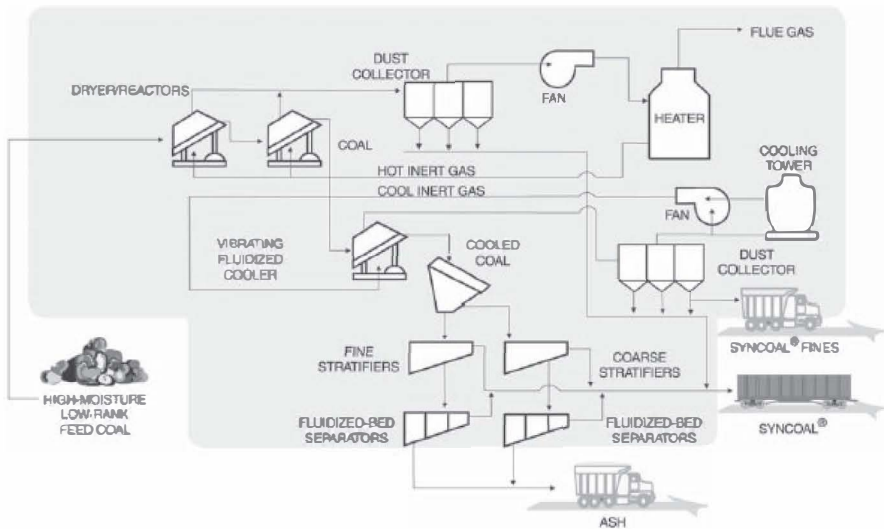 FLUE GAS
DUST
COLLECTOR
FAN
DRYER/REACTORS
HEATER
COAL
COOLING
TOWER
HOT INERT GAS
COOL INERT GAS
FAN
VIBRATING
FLUIDIZED
COOLER
COOLED
COAL
DUST
COLLECTOR
SYNCOAL® FINES
FINE
STRATIFIERS
COARSE
STRATIFIERS
HIGH-MOISTURE
LOW-RANK
FEED COAL
FLUIDIZED-BED
SEPARATORS
FLUIDIZED-BED
SEPARATORS
SYNCOAL®
ASH